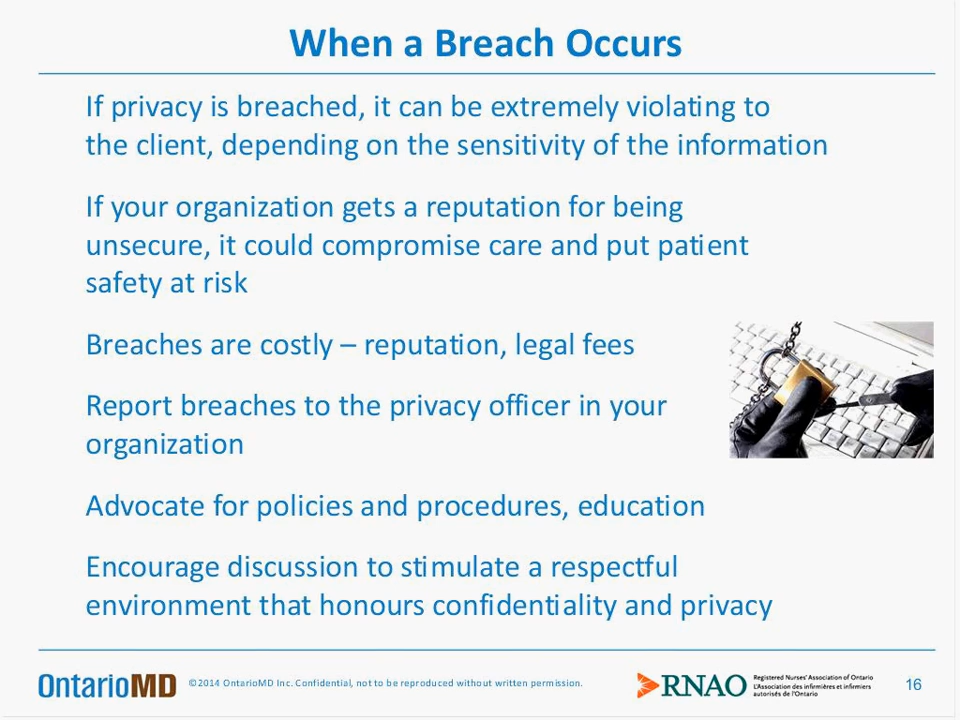 When a Breach Occurs
If privacy is breached, it can be extremely violating to
the client, depending on the sensitivity of the information
If your organization gets a reputation for being
unsecure, it could compromise care and put patient
safety at risk
Breaches are costly – reputation, legal fees
Report breaches to the privacy officer in your
organization
Advocate for policies and procedures, education
Encourage discussion to stimulate a respectful
environment that honours confidentiality and privacy
OntarioMD
©2014 OntarioMD Inc. Confidential, not to be reproduced without written permission.
RNAO
Registered Nurses' Association of Ontario
L'Association des infirmières et infirmiers
autorisés de l'Ontario
16